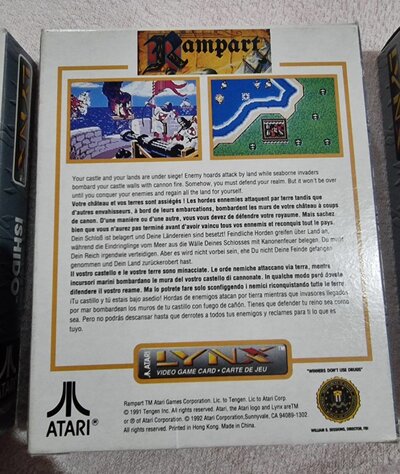 Rampart
LYNX
ISHIDO
Your castle and your lands are under siege! Enemy hoards attack by land while seaborne invaders
bombard your castle walls with cannon fire. Somehow, you must defend your realm. But it won't be over
until you conquer your enemies and regain all the land for yourself.
Votre château et vos terres sont assiégés ! Les hordes ennemies attaquent par terre tandis que
d'autres envahisseurs, à bord de leurs embarcations, bombardent les murs de votre château à coups
de canon. D'une manière ou d'une autre, vous vous devez de défendre votre royaume. Mais sachez
bien que vous n'aurez pas terminé avant d'avoir vaincu tous vos ennemis et reconquis tout le pays.
Dein Schloß ist belagert und Deine Ländereien sind besetzt! Feindliche Horden greifen über Land an,
während die Eindringlinge vom Meer aus die Wälle Deines Schlosses mit Kanonenfeuer belegen. Du mußt
Dein Reich irgendwie verteidigen. Aber es wird nicht vorbei sein, ehe Du nicht Deine Feinde gefangen
genommen und Dein Land zurückerobert hast.
Il vostro castello e le vostre terre sono minacciate. Le orde nemiche attaccano via terra, mentre
incursori marini bombardano le mura del vostro castello di cannonate. In qualche modo però dovete
difendere il vostro reame. Ma lo potrete fare solo sconfiggendo i nemici riconquistando tutte le terre.
¡Tu castillo y tú estais bajo asedio! Hordas de enemigos atacan por tierra mientras que invasores llegados
por mar bombardean los muros de tu castillo con fuego de cañón. Tienes que defender tu reino sea como
sea. Pero no podrás descansar hasta que derrotes a todos tus enemigos y reclames para ti lo que es
tuyo.
ATARI
LYNX
VIDEO GAME CARD • CARTE DE JEU
"WINNERS DON'T USE DRUGS"
ATARI®
Rampart TM Atari Games Corporation. Lic. to Tengen. Lic. to Atari Corp.
© 1991 Tengen Inc. All rights reserved. Atari, the Atari logo and Lynx areTM
or ® of Atari Corporation. © 1992 Atari Corporation,Sunnyvale, CA 94089-1302
All rights reserved. Printed in Hong Kong. Made in China.
WILLIAM S. SESSIONS, DIRECTOR, FBI